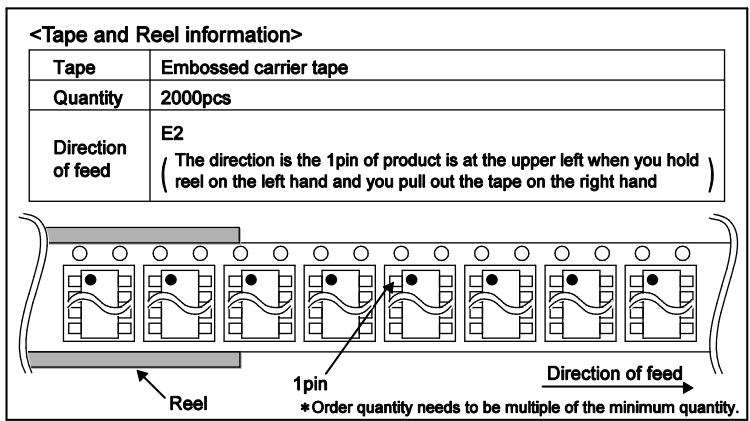 <Tape and Reel information>
Tape Embossed carrier tape
Quantity 2000pcs
Direction of feed E2
( The direction is the 1pin of product is at the upper left when you hold
reel on the left hand and you pull out the tape on the right hand )
Direction of feed
1pin
Reel
*Order quantity needs to be multiple of the minimum quantity.